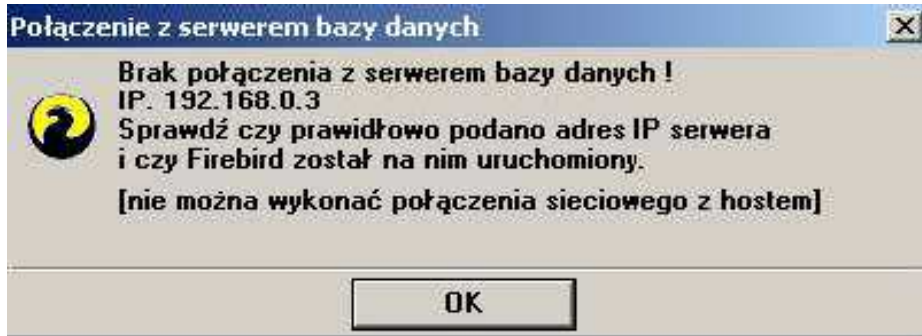 Połączenie z serwerem bazy danych
Brak połączenia z serwerem bazy danych !
IP. 192.168.0.3
Sprawdź czy prawidłowo podano adres IP serwera
i czy Firebird został na nim uruchomiony.
[nie można wykonać połączenia sieciowego z hostem]
OK